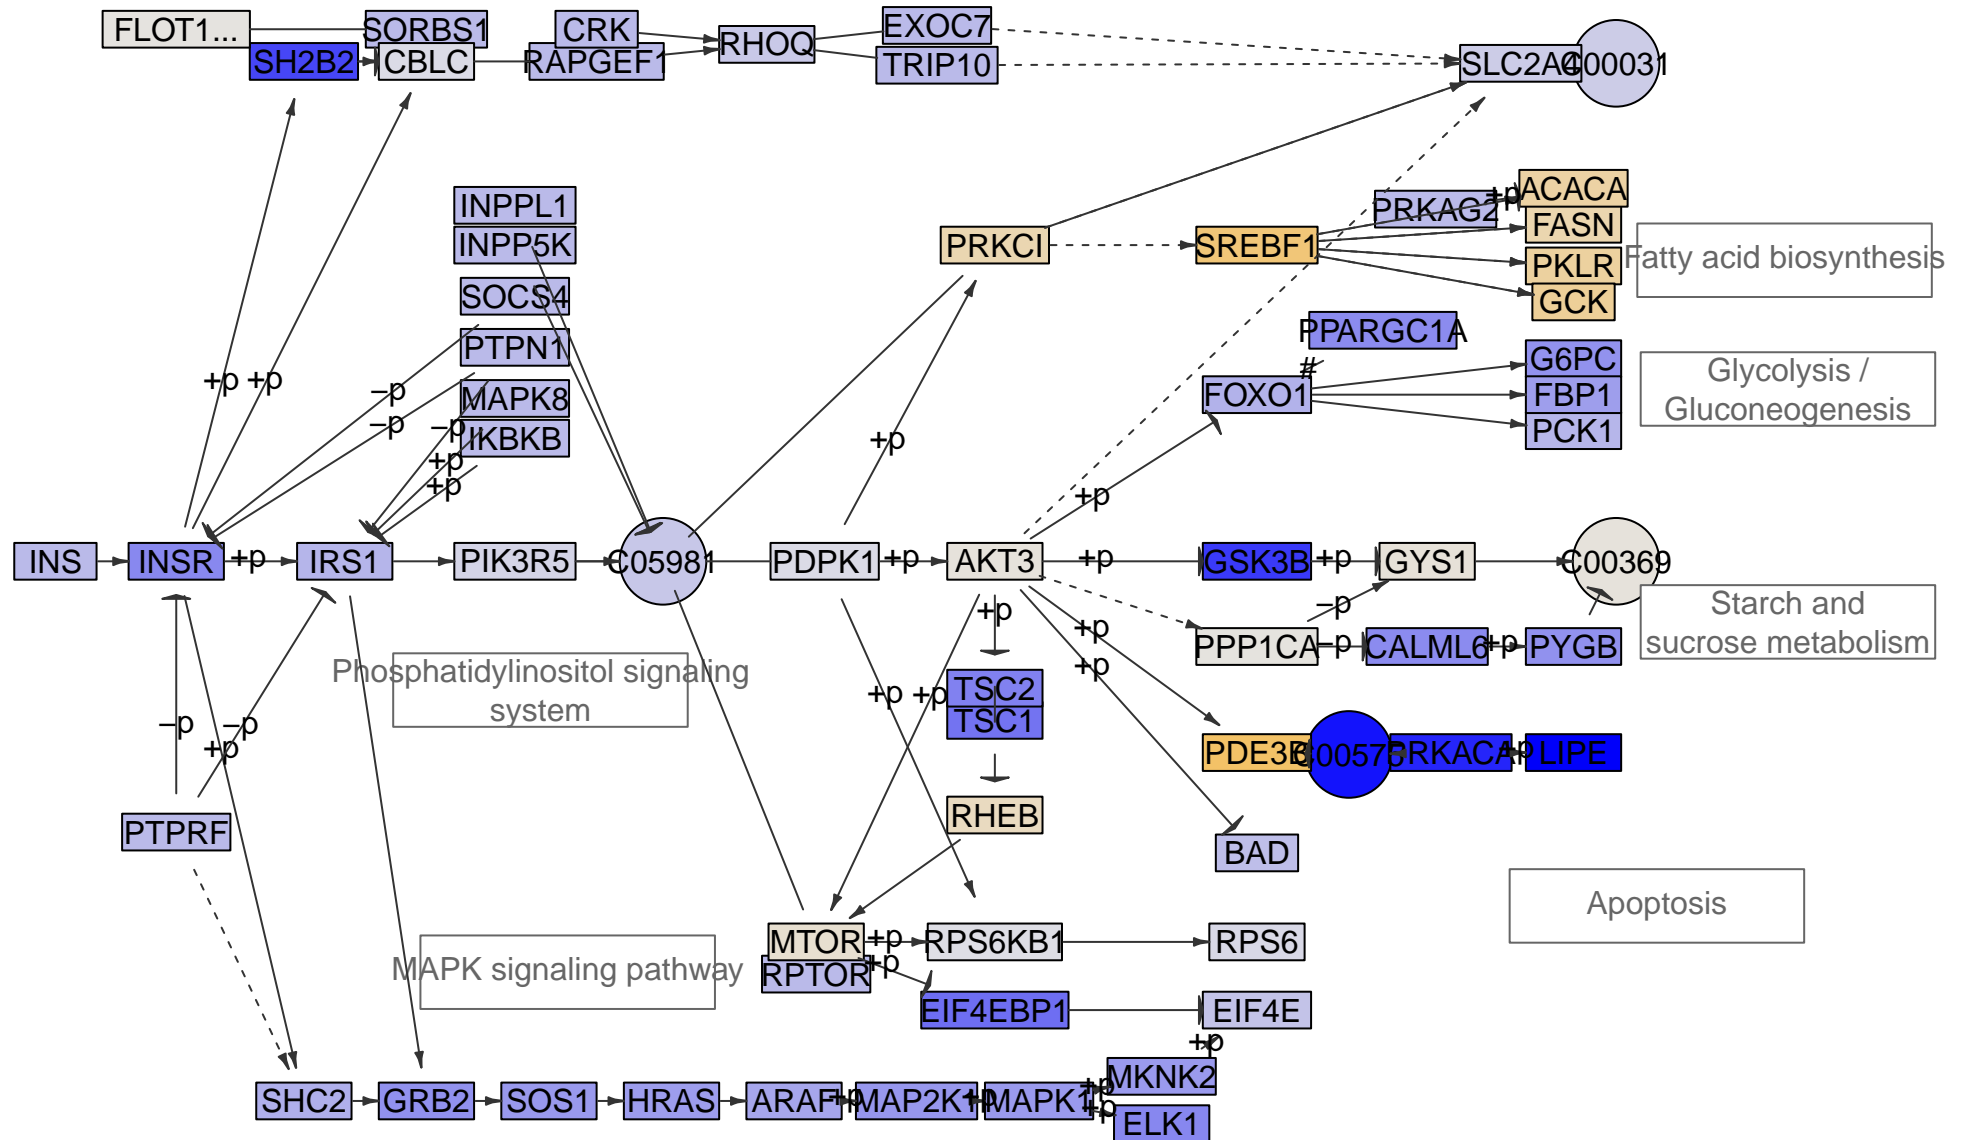 FLOT1...
SORBS1
CRK
EXOC7
SH2B2
CBLC
RAPGEF1
RHOQ
TRIP10
SLC2A4
C00031
INPPL1
INPP5K
SOCS4
PTPN1
MAPK8
IKBKB
PRKCI
SREBF1
PRKAG2
+p
ACACA
FASN
PKLR
GCK
Fatty acid biosynthesis
PPARGC1A
#
FOXO1
G6PC
FBP1
PCK1
Glycolysis /
Gluconeogenesis
+p
+p
−p
−p
−p
+p
+p
+p
+p
INS
INSR
+p
IRS1
PIK3R5
C05981
PDPK1
+p
AKT3
+p
GSK3B
+p
GYS1
C00369
−p
PPP1CA
−p
CALML6
+p
PYGB
Starch and
sucrose metabolism
+p
+p
+p
Phosphatidylinositol signaling
system
−p
+p
−p
+p
+p
TSC2
TSC1
PDE3B
C00575
PRKACA
+p
LIPE
PTPRF
RHEB
BAD
Apoptosis
MTOR
+p
RPS6KB1
RPS6
RPTOR
+p
MAPK signaling pathway
EIF4EBP1
EIF4E
+p
SHC2
GRB2
SOS1
HRAS
ARAF
+p
MAP2K1
+p
MAPK1
+p
+p
MKNK2
ELK1